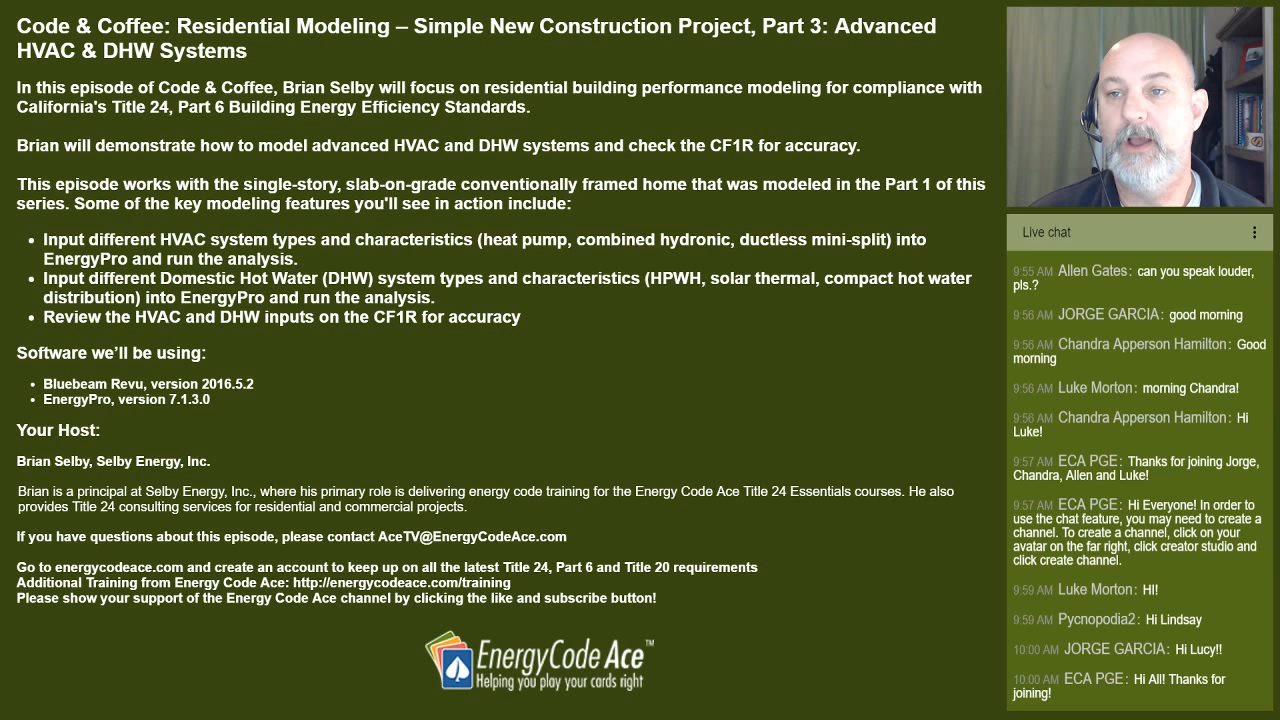 Code & Coffee: Residential Modeling – Simple New Construction Project, Part 3: Advanced
HVAC & DHW Systems
In this episode of Code & Coffee, Brian Selby will focus on residential building performance modeling for compliance with
California's Title 24, Part 6 Building Energy Efficiency Standards.
Brian will demonstrate how to model advanced HVAC and DHW systems and check the CF1R for accuracy.
This episode works with the single-story, slab-on-grade conventionally framed home that was modeled in the Part 1 of this
series. Some of the key modeling features you'll see in action include:
• Input different HVAC system types and characteristics (heat pump, combined hydronic, ductless mini-split) into
EnergyPro and run the analysis.
• Input different Domestic Hot Water (DHW) system types and characteristics (HPWH, solar thermal, compact hot water
distribution) into EnergyPro and run the analysis.
• Review the HVAC and DHW inputs on the CF1R for accuracy
Software we’ll be using:
• Bluebeam Revu, version 2016.5.2
• EnergyPro, version 7.1.3.0
Your Host:
Brian Selby, Selby Energy, Inc.
Brian is a principal at Selby Energy, Inc., where his primary role is delivering energy code training for the Energy Code Ace Title 24 Essentials courses. He also
provides Title 24 consulting services for residential and commercial projects.
If you have questions about this episode, please contact AceTV@EnergyCodeAce.com
Go to energycodeace.com and create an account to keep up on all the latest Title 24, Part 6 and Title 20 requirements
Additional Training from Energy Code Ace: http://energycodeace.com/training
Please show your support of the Energy Code Ace channel by clicking the like and subscribe button!
EnergyCode Ace™
Helping you play your cards right
Live chat
9:55 AM Allen Gates: can you speak louder,
pls.?
9:56 AM JORGE GARCIA: good morning
9:56 AM Chandra Apperson Hamilton: Good
morning
9:56 AM Luke Morton: morning Chandra!
9:56 AM Chandra Apperson Hamilton: Hi
Luke!
9:57 AM ECA PGE: Thanks for joining Jorge,
Chandra, Allen and Luke!
9:57 AM ECA PGE: Hi Everyone! In order to
use the chat feature, you may need to create a
channel. To create a channel, click on your
avatar on the far right, click creator studio and
click create channel.
9:59 AM Luke Morton: HI!
9:59 AM Pycnopodia2: Hi Lindsay
10:00 AM JORGE GARCIA: Hi Lucy!!
10:00 AM ECA PGE: Hi All! Thanks for
joining!